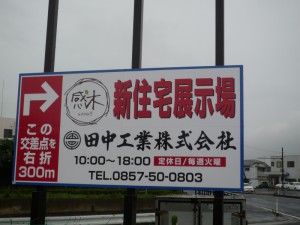 この
交差点を
右折
300m
感木
新住宅展示場
田中工業株式会社
10:00〜18:00 定休日/毎週火曜
TEL.0857-50-0803